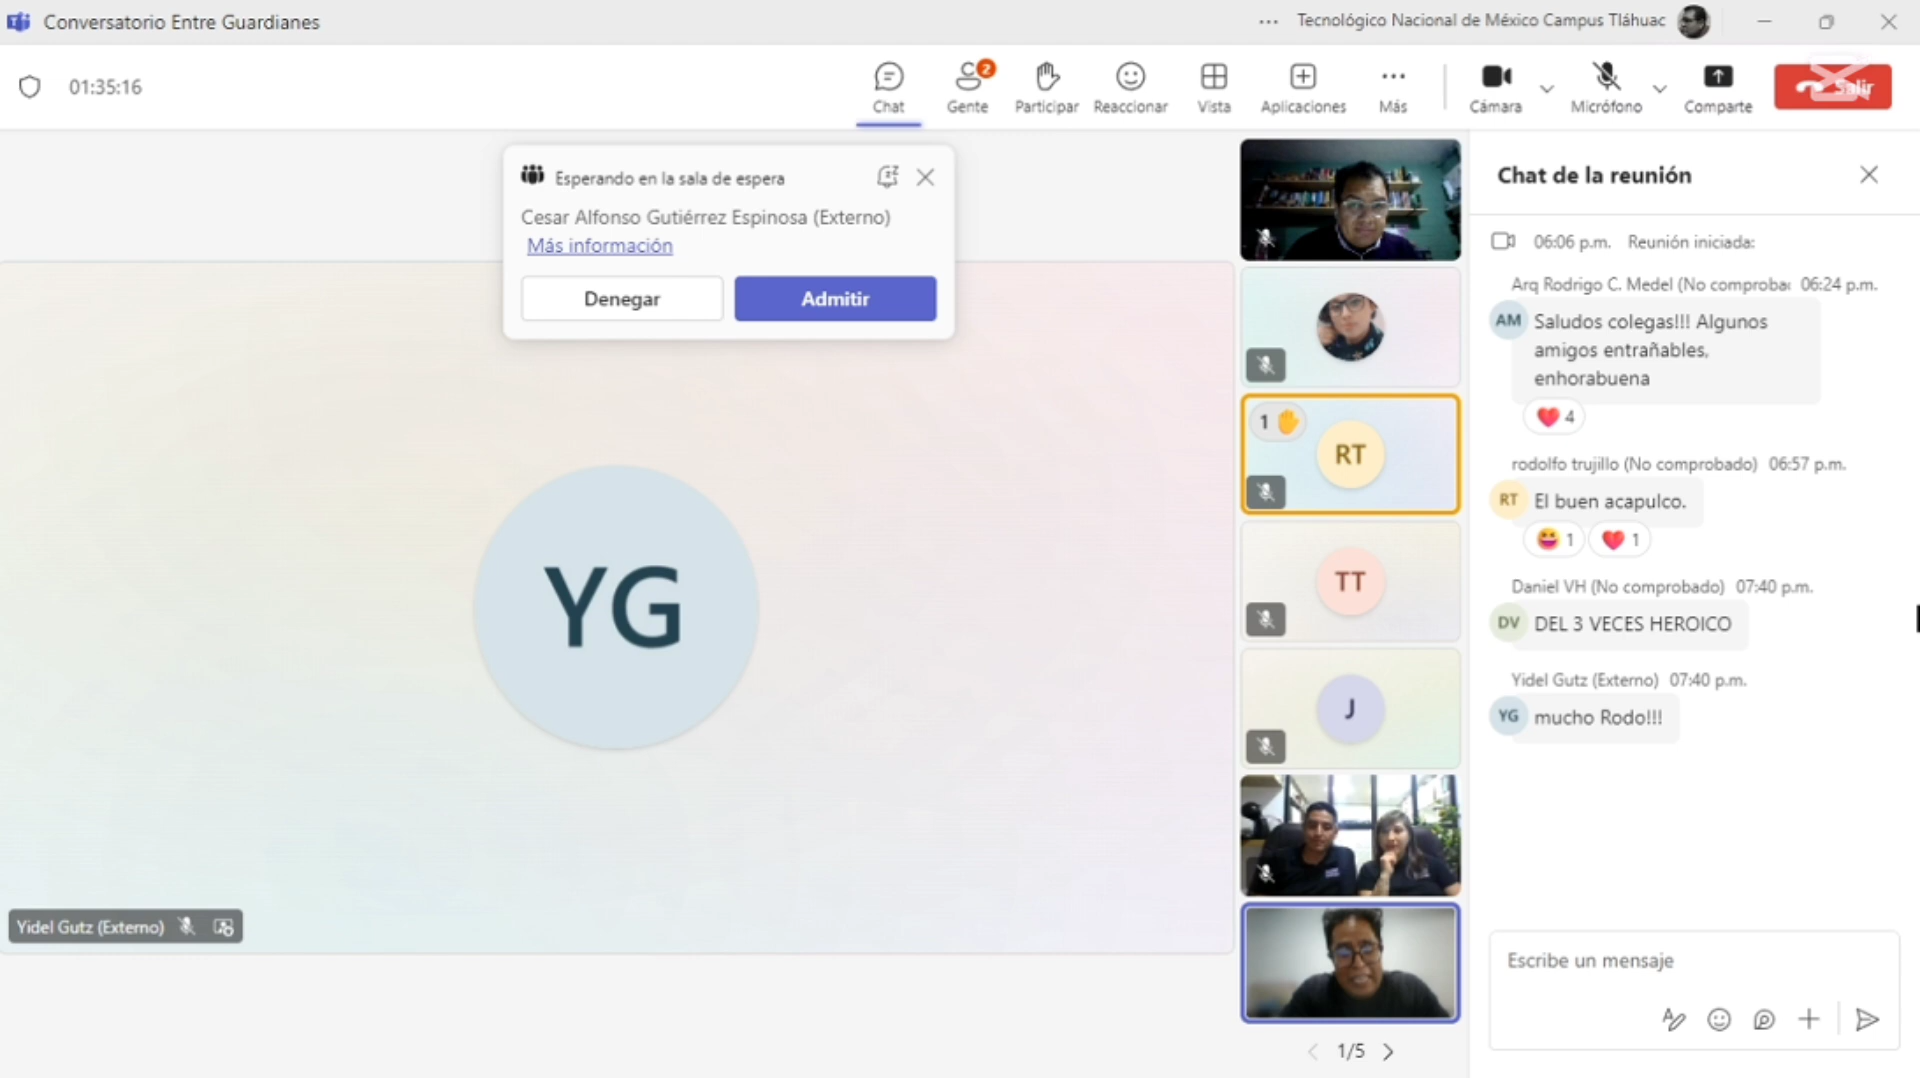 Conversatorio Entre Guardianes
Tecnológico Nacional de México Campus Tláhuac
01:35:16
Chat
Gente
2
Participar
Reaccionar
Vista
Aplicaciones
Más
Cámara
Micrófono
Comparte
Salir
Esperando en la sala de espera
Cesar Alfonso Gutiérrez Espinosa (Externo)
Más información
Denegar
Admitir
YG
Yidel Gutz (Externo)
1
RT
TT
J
1/5
Chat de la reunión
06:06 p.m. Reunión iniciada:
Arq Rodrigo C. Medel (No comproba 06:24 p.m.
AM
Saludos colegas!!! Algunos
amigos entrañables,
enhorabuena
4
rodolfo trujillo (No comprobado) 06:57 p.m.
RT
El buen acapulco.
1
1
Daniel VH (No comprobado) 07:40 p.m.
DV
DEL 3 VECES HEROICO
Yidel Gutz (Externo) 07:40 p.m.
YG
mucho Rodo!!!
Escribe un mensaje